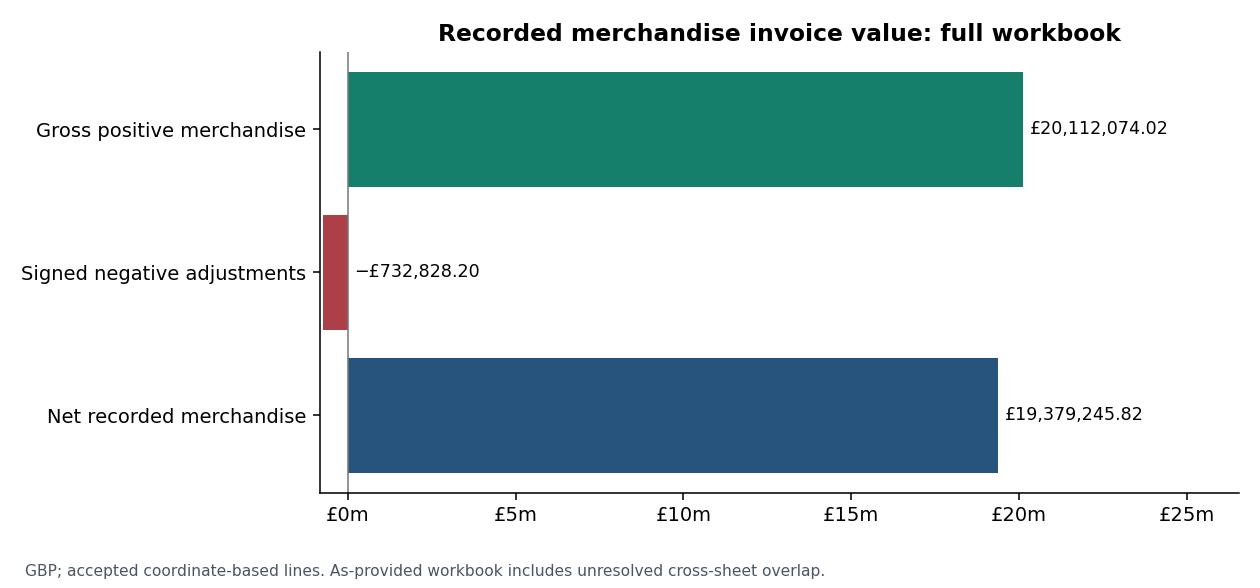 Recorded merchandise invoice value: full workbook
Gross positive merchandise
£20,112,074.02
Signed negative adjustments
−£732,828.20
Net recorded merchandise
£19,379,245.82
£0m £5m £10m £15m £20m £25m
GBP; accepted coordinate-based lines. As-provided workbook includes unresolved cross-sheet overlap.